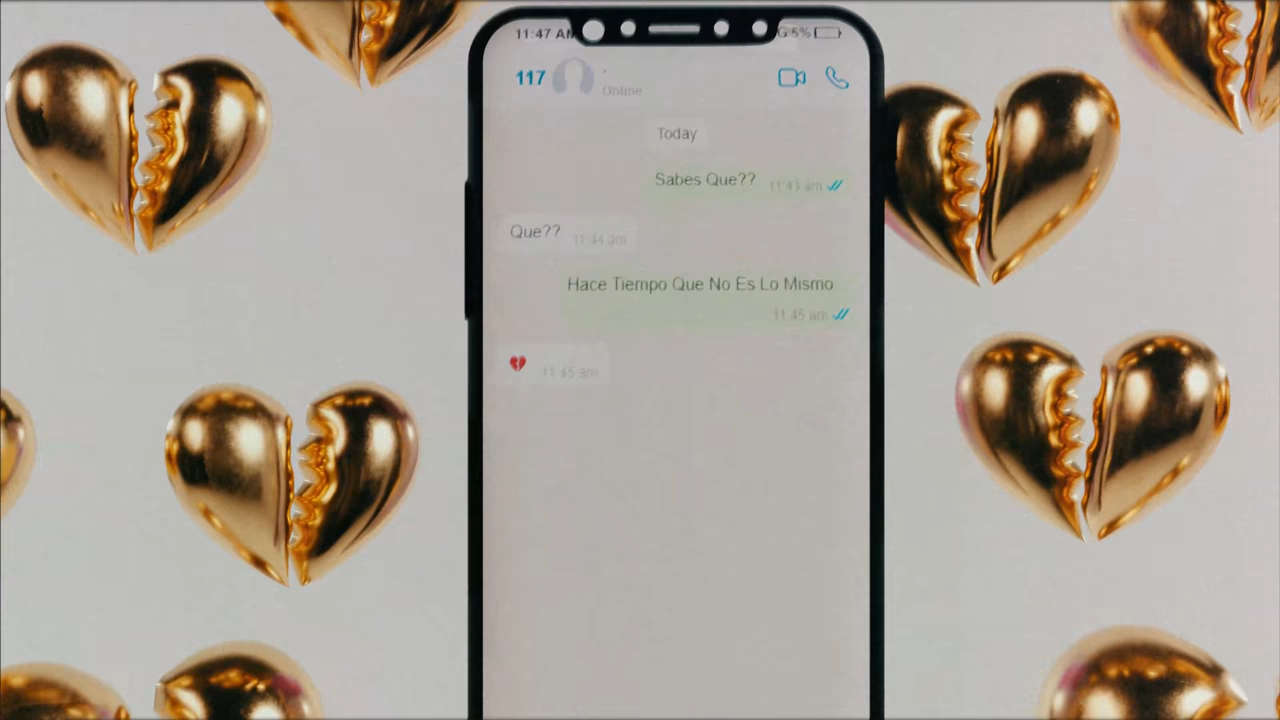 11:47 AM
G 5%
117
.
Online
Today
Sabes Que?? 11:43 am
Que?? 11:44 am
Hace Tiempo Que No Es Lo Mismo
11:45 am
💔 11:45 am